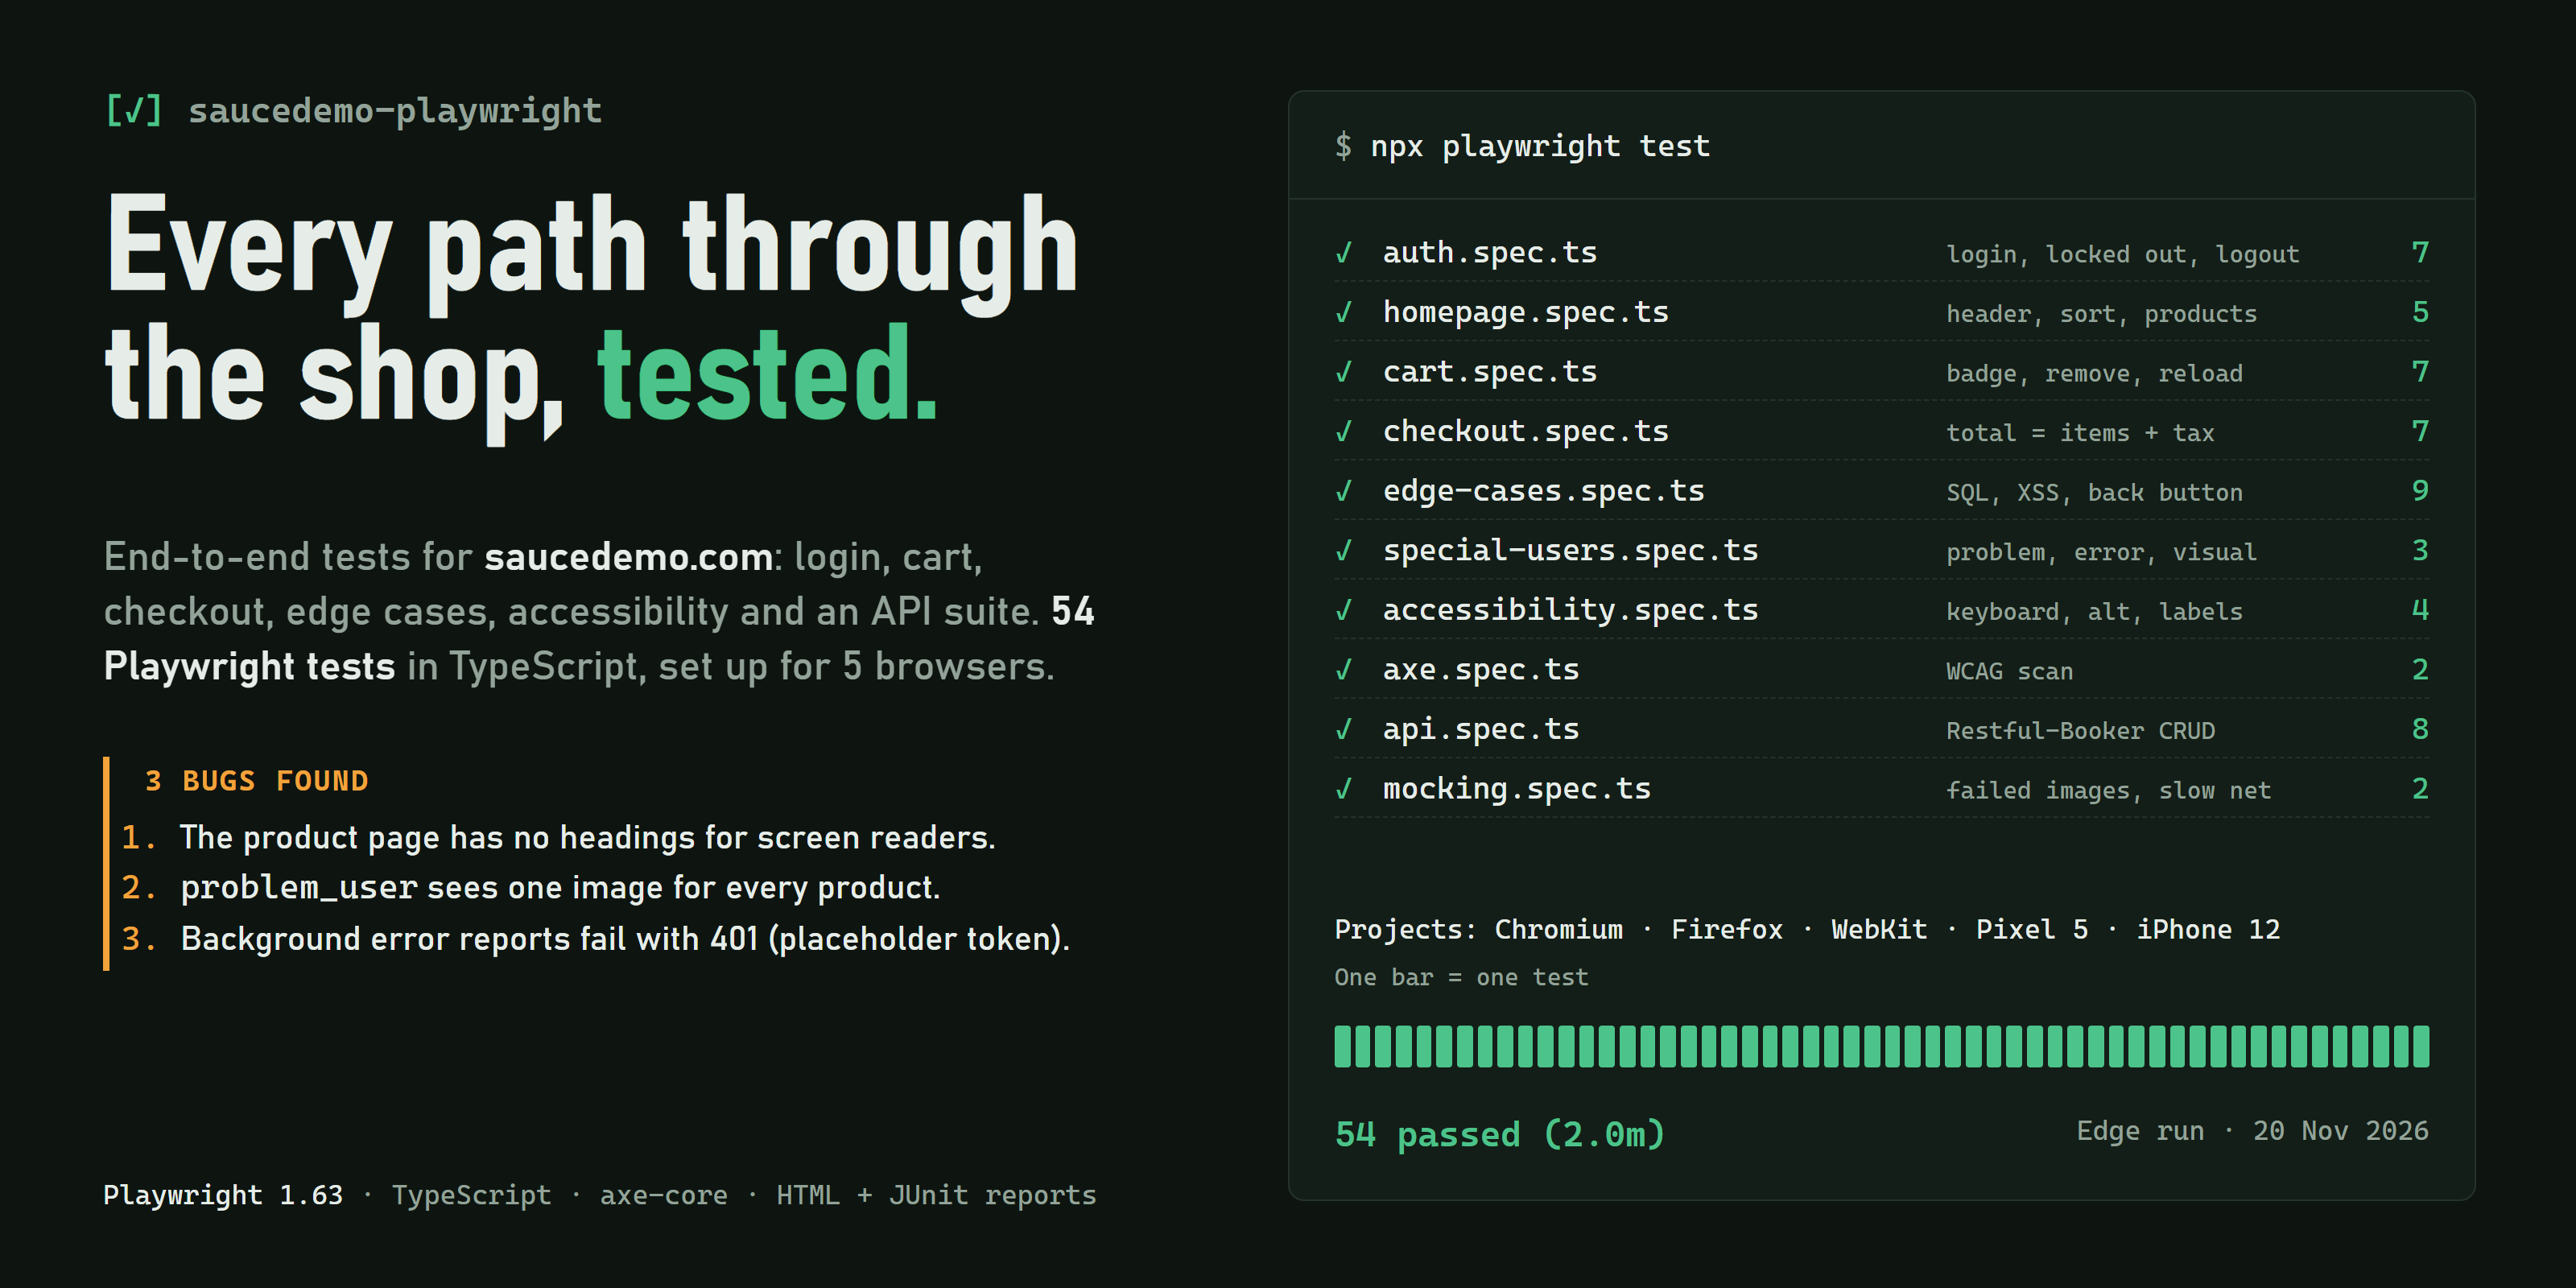 [✓] saucedemo-playwright
Every path through
the shop, tested.
End-to-end tests for saucedemo.com: login, cart,
checkout, edge cases, accessibility and an API suite. 54
Playwright tests in TypeScript, set up for 5 browsers.
3 BUGS FOUND
1. The product page has no headings for screen readers.
2. problem_user sees one image for every product.
3. Background error reports fail with 401 (placeholder token).
Playwright 1.63 · TypeScript · axe-core · HTML + JUnit reports
$ npx playwright test
✓ auth.spec.ts login, locked out, logout 7
✓ homepage.spec.ts header, sort, products 5
✓ cart.spec.ts badge, remove, reload 7
✓ checkout.spec.ts total = items + tax 7
✓ edge-cases.spec.ts SQL, XSS, back button 9
✓ special-users.spec.ts problem, error, visual 3
✓ accessibility.spec.ts keyboard, alt, labels 4
✓ axe.spec.ts WCAG scan 2
✓ api.spec.ts Restful-Booker CRUD 8
✓ mocking.spec.ts failed images, slow net 2
Projects: Chromium · Firefox · WebKit · Pixel 5 · iPhone 12
One bar = one test
54 passed (2.0m)
Edge run · 20 Nov 2026